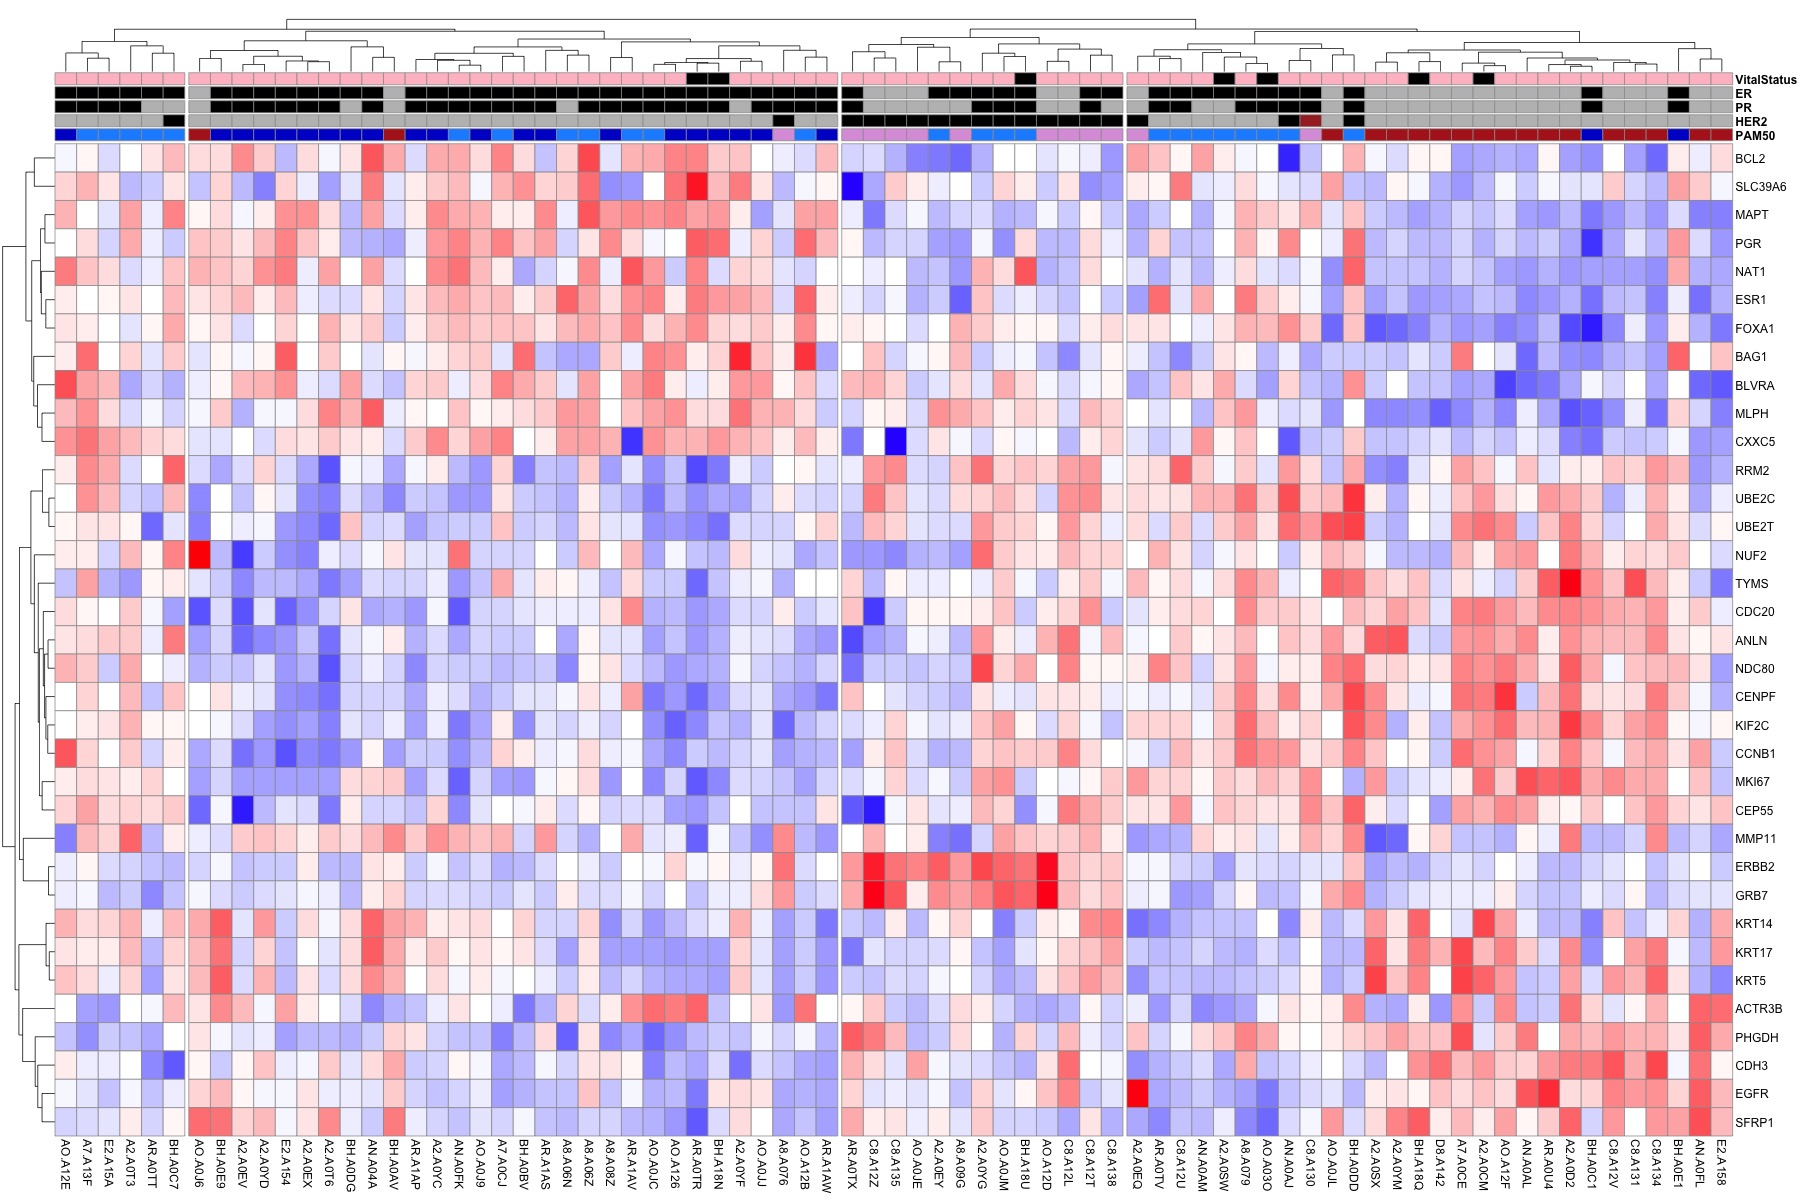 VitalStatus
ER
PR
HER2
PAM50
BCL2
SLC39A6
MAPT
PGR
NAT1
ESR1
FOXA1
BAG1
BLVRA
MLPH
CXXC5
RRM2
UBE2C
UBE2T
NUF2
TYMS
CDC20
ANLN
NDC80
CENPF
KIF2C
CCNB1
MKI67
CEP55
MMP11
ERBB2
GRB7
KRT14
KRT17
KRT5
ACTR3B
PHGDH
CDH3
EGFR
SFRP1
AO.A12E
A7.A13F
E2.A15A
A2.A0T3
AR.A0TT
BH.A0C7
AO.A0J6
BH.A0E9
A2.A0EV
A2.A0YD
E2.A154
A2.A0EX
A2.A0T6
BH.A0DG
AN.A04A
BH.A0AV
AR.A1AP
A2.A0YC
AN.A0FK
AO.A0J9
A7.A0CJ
BH.A0BV
AR.A1AS
A8.A06N
A8.A06Z
A8.A08Z
AR.A1AV
AO.A0JC
AO.A126
AR.A0TR
BH.A18N
A2.A0YF
AO.A0JJ
A8.A076
AO.A12B
AR.A1AW
AR.A0TX
C8.A12Z
C8.A135
AO.A0JE
A2.A0EY
A8.A09G
A2.A0YG
AO.A0JM
BH.A18U
AO.A12D
C8.A12L
C8.A12T
C8.A138
A2.A0EQ
AR.A0TV
C8.A12U
AN.A0AM
A2.A0SW
A8.A079
AO.A03O
AN.A0AJ
C8.A130
AO.A0JL
BH.A0DD
A2.A0SX
A2.A0YM
BH.A18Q
D8.A142
A7.A0CE
A2.A0CM
AO.A12F
AN.A0AL
AR.A0U4
A2.A0D2
BH.A0C1
C8.A12V
C8.A131
C8.A134
BH.A0E1
AN.A0FL
E2.A158